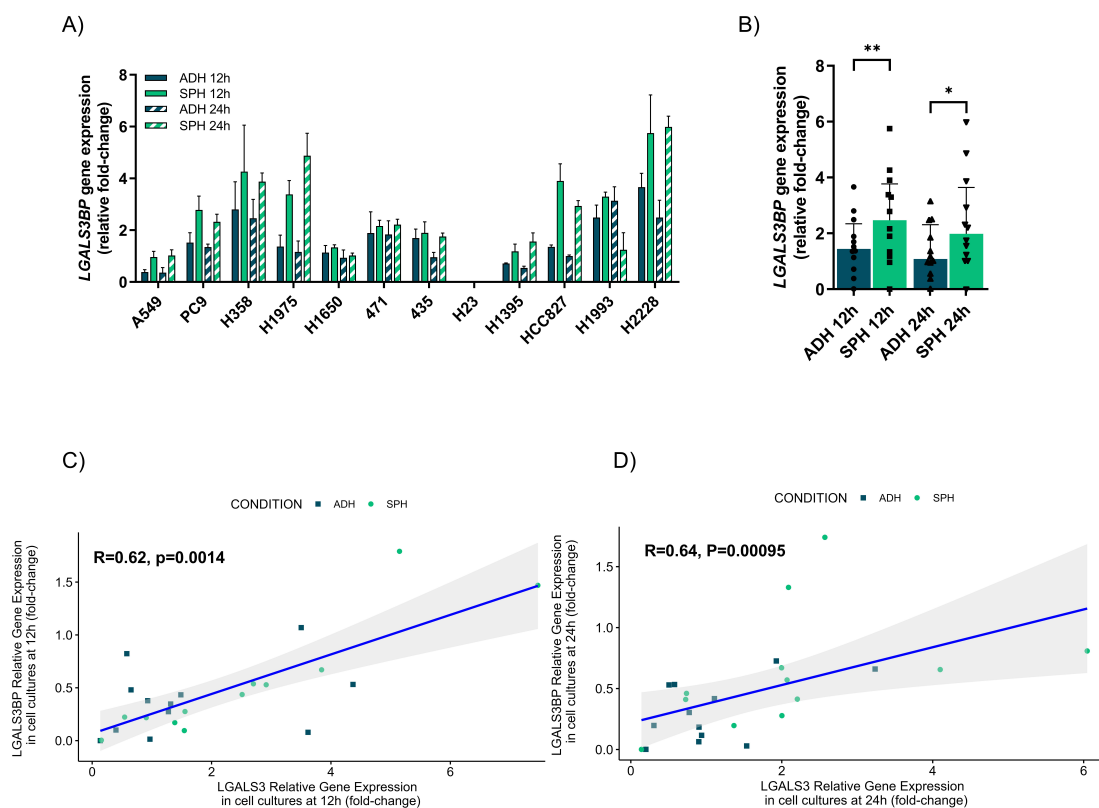 A)
LGALS3BP gene expression
(relative fold-change)
8
6
4
2
0
ADH 12h
SPH 12h
ADH 24h
SPH 24h
A549
PC9
H358
H1975
H1650
471
435
H23
H1395
HCC827
H1993
H2228
B)
LGALS3BP gene expression
(relative fold-change)
8
6
4
2
0
**
*
ADH 12h
SPH 12h
ADH 24h
SPH 24h
C)
CONDITION ADH SPH
R=0.62, p=0.0014
LGALS3BP Relative Gene Expression
in cell cultures at 12h (fold-change)
1.5
1.0
0.5
0.0
0 2 4 6
LGALS3 Relative Gene Expression
in cell cultures at 12h (fold-change)
D)
CONDITION ADH SPH
R=0.64, P=0.00095
LGALS3BP Relative Gene Expression
in cell cultures at 24h (fold-change)
1.5
1.0
0.5
0.0
0 2 4 6
LGALS3 Relative Gene Expression
in cell cultures at 24h (fold-change)